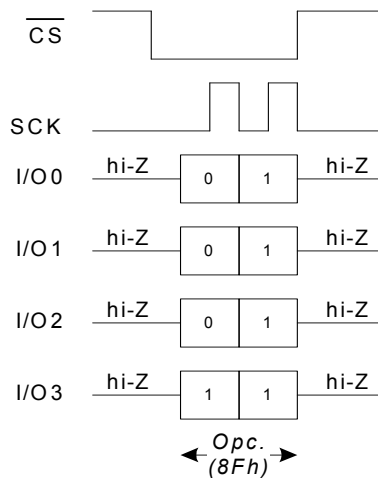 CS
SCK
I/O0 hi-Z 0 1 hi-Z
I/O1 hi-Z 0 1 hi-Z
I/O2 hi-Z 0 1 hi-Z
I/O3 hi-Z 1 1 hi-Z
Opc.
(8Fh)